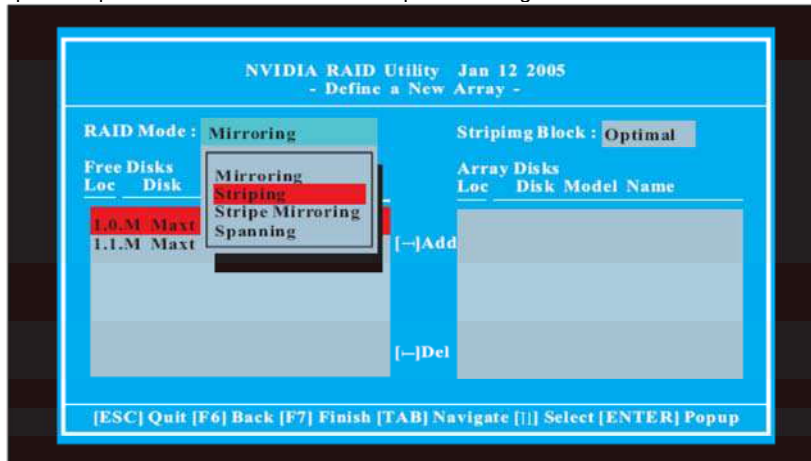 NVIDIA RAID Utility Jan 12 2005
- Define a New Array -
RAID Mode : Mirroring
Stripimg Block : Optimal
Mirroring
Striping
Stripe Mirroring
Spanning
Free Disks
Loc Disk
1.0.M Maxt
1.1.M Maxt
[–]Add
[–]Del
Array Disks
Loc Disk Model Name
[ESC] Quit [F6] Back [F7] Finish [TAB] Navigate [] Select [ENTER] Popup